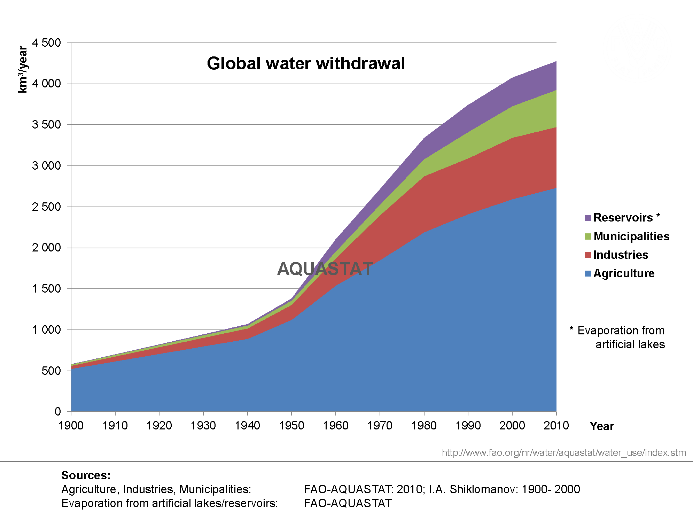 4 500
km³/year
Global water withdrawal
4 000
3 500
3 000
2 500
2 000
1 500
1 000
500
0
AQUASTAT
Reservoirs *
Municipalities
Industries
Agriculture
* Evaporation from
artificial lakes
1900 1910 1920 1930 1940 1950 1960 1970 1980 1990 2000 2010 Year
http://www.fao.org/nr/water/aquastat/water_use/index.stm
Sources:
Agriculture, Industries, Municipalities: FAO-AQUASTAT: 2010; I.A. Shiklomanov: 1900- 2000
Evaporation from artificial lakes/reservoirs: FAO-AQUASTAT